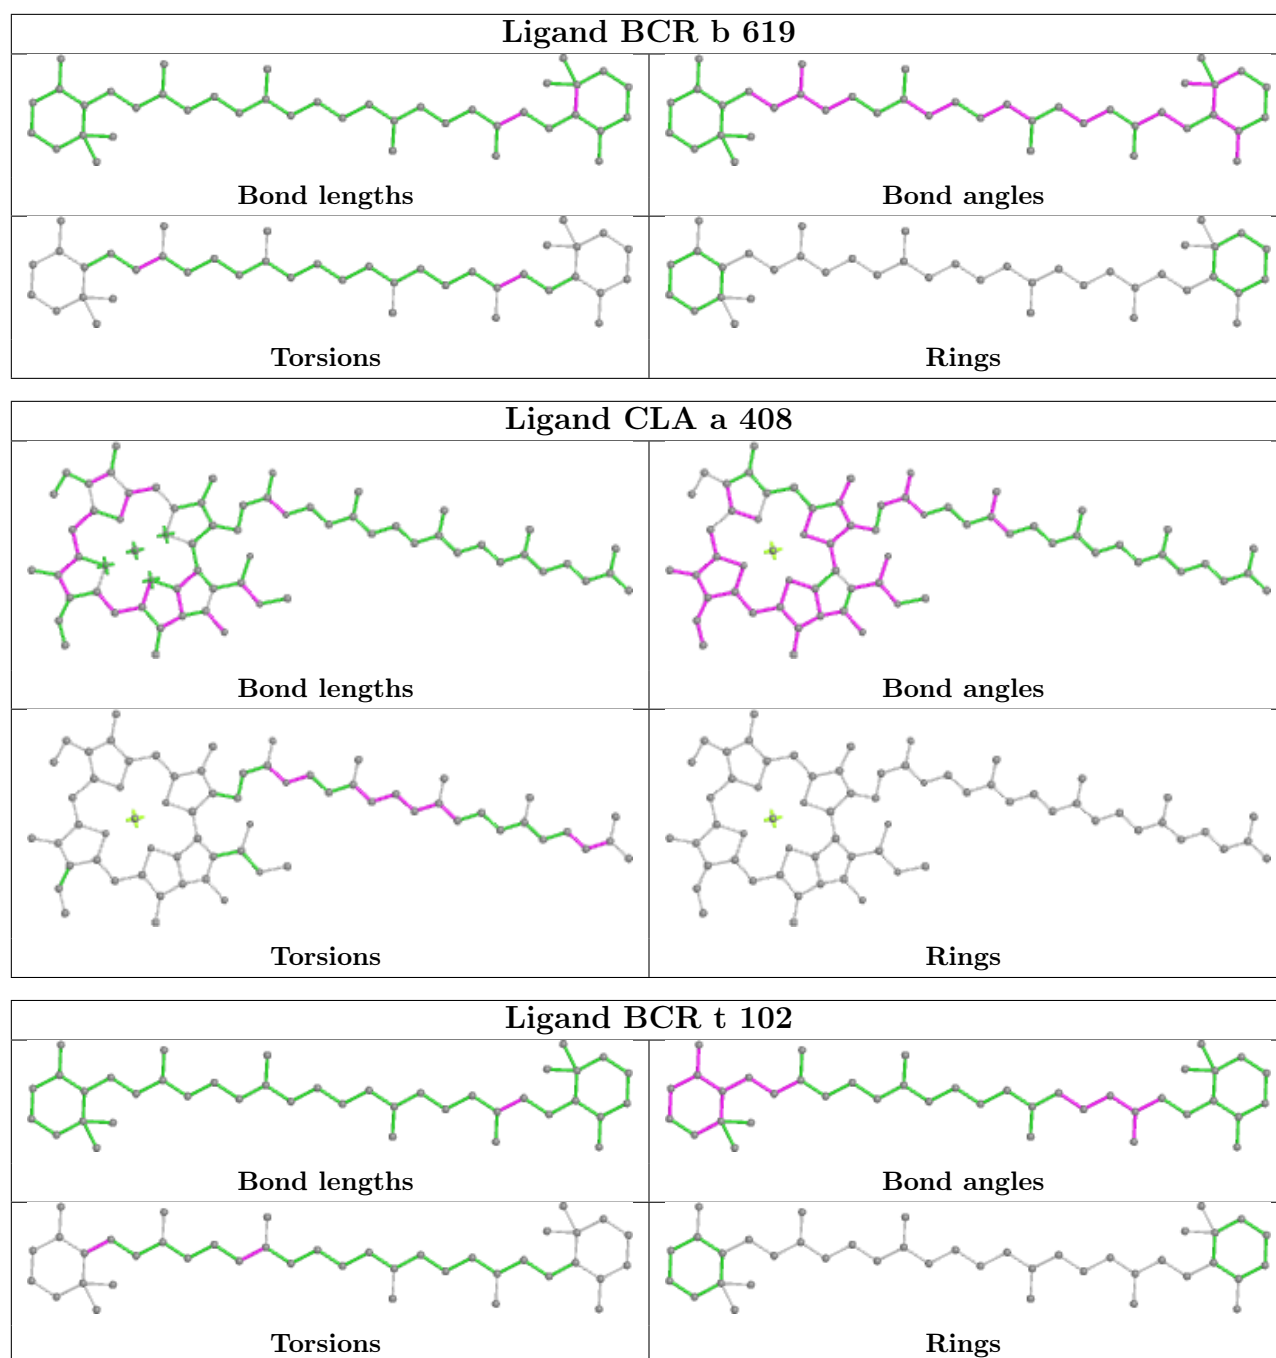 Ligand BCR b 619
Bond lengths
Bond angles
Torsions
Rings
Ligand CLA a 408
Bond lengths
Bond angles
Torsions
Rings
Ligand BCR t 102
Bond lengths
Bond angles
Torsions
Rings